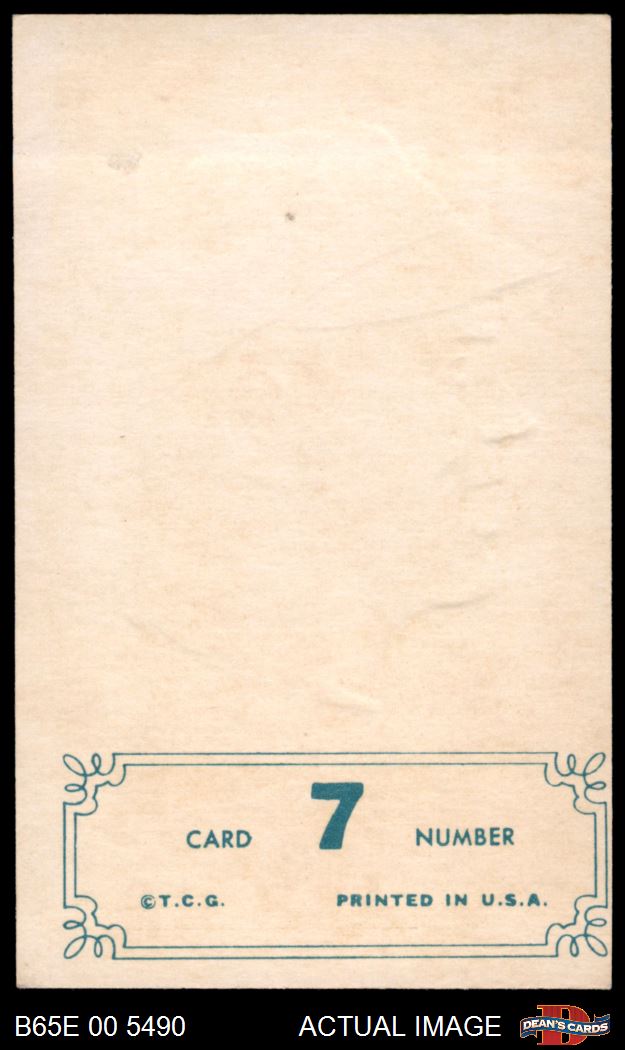 CARD 7 NUMBER
©T.C.G. PRINTED IN U.S.A.
B65E 00 5490 ACTUAL IMAGE DEAN'S CARDS